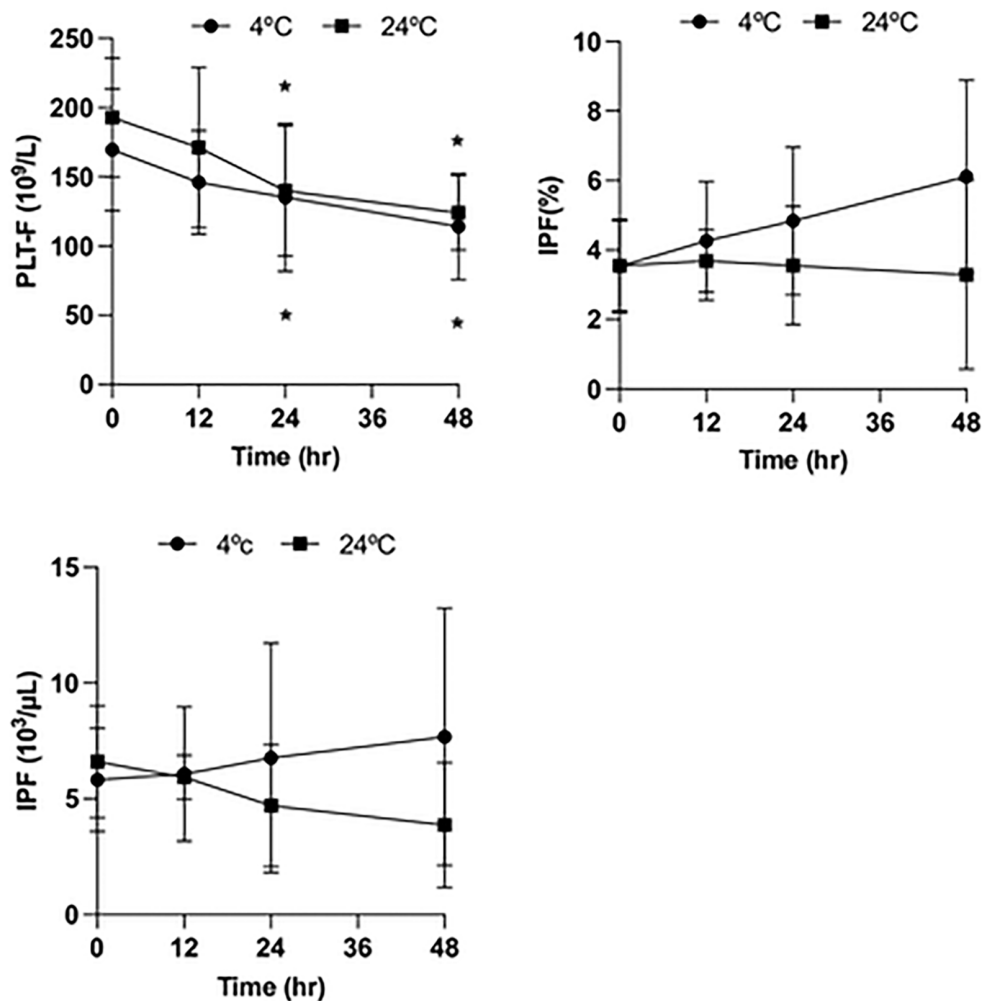 4°C 24°C
250
200
150
100
50
0
PLT-F (10⁹/L)
0 12 24 36 48
Time (hr)
4°C 24°C
10
8
6
4
2
0
IPF(%)
0 12 24 36 48
Time (hr)
4°c 24°C
15
10
5
0
IPF (10³/µL)
0 12 24 36 48
Time (hr)